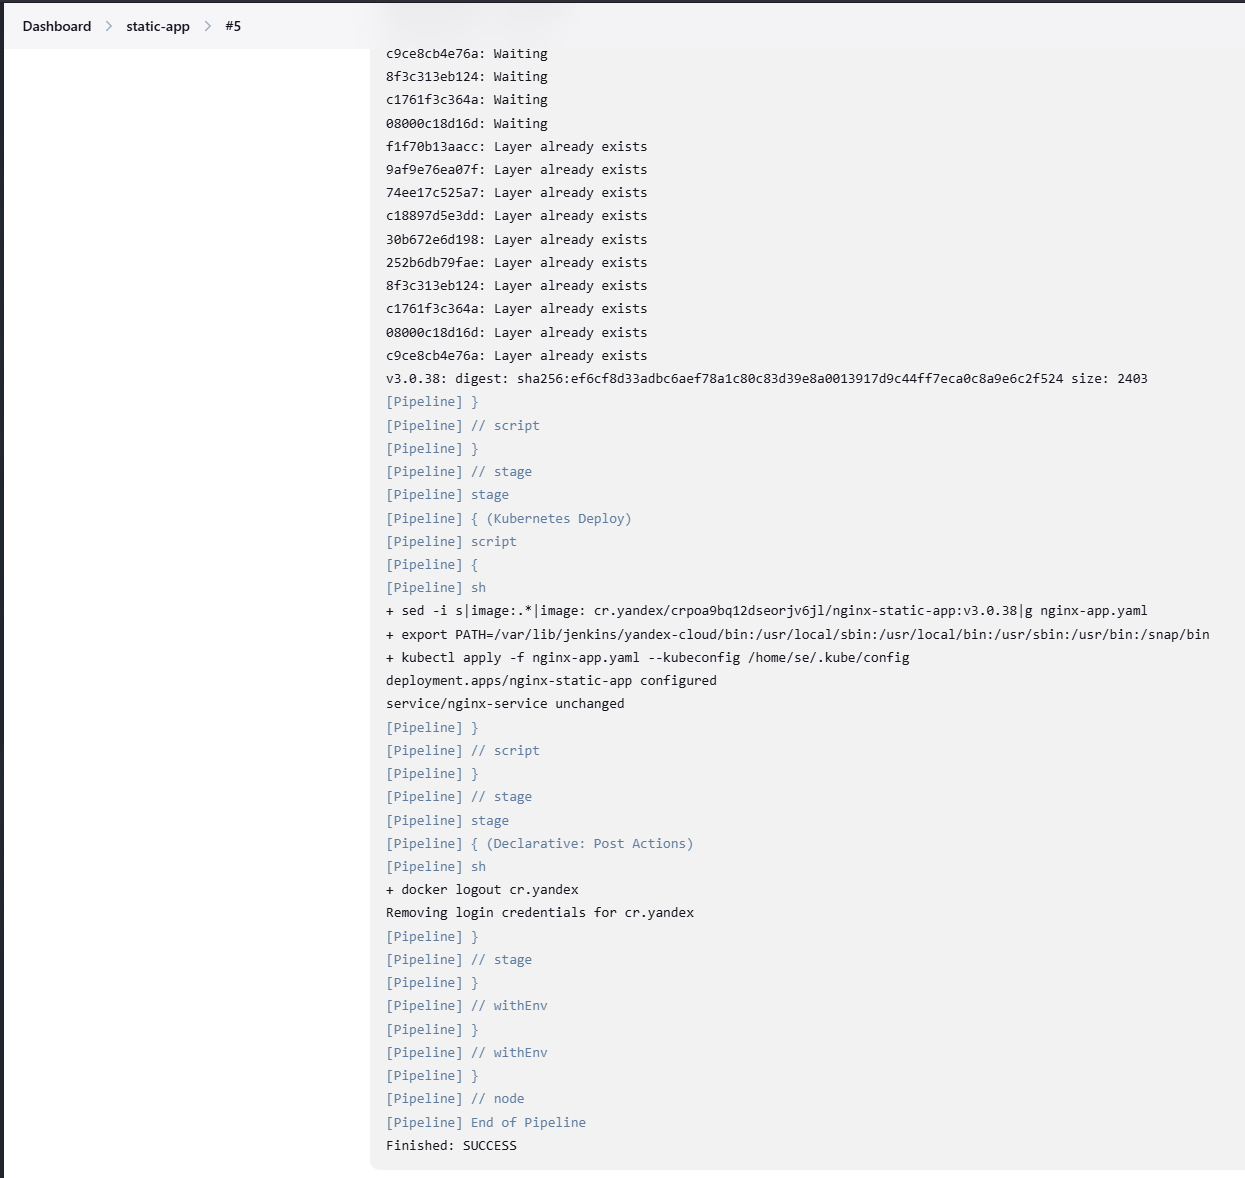 Dashboard > static-app > #5
c9ce8cb4e76a: Waiting
8f3c313eb124: Waiting
c1761f3c364a: Waiting
08000c18d16d: Waiting
f1f70b13aacc: Layer already exists
9af9e76ea07f: Layer already exists
74ee17c525a7: Layer already exists
c18897d5e3dd: Layer already exists
30b672e6d198: Layer already exists
252b6db79fae: Layer already exists
8f3c313eb124: Layer already exists
c1761f3c364a: Layer already exists
08000c18d16d: Layer already exists
c9ce8cb4e76a: Layer already exists
v3.0.38: digest: sha256:ef6cf8d33adbc6aef78a1c80c83d39e8a0013917d9c44ff7eca0c8a9e6c2f524 size: 2403
[Pipeline] }
[Pipeline] // script
[Pipeline] }
[Pipeline] // stage
[Pipeline] stage
[Pipeline] { (Kubernetes Deploy)
[Pipeline] script
[Pipeline] {
[Pipeline] sh
+ sed -i s|image:.*|image: cr.yandex/crpoa9bq12dseorjv6jl/nginx-static-app:v3.0.38|g nginx-app.yaml
+ export PATH=/var/lib/jenkins/yandex-cloud/bin:/usr/local/sbin:/usr/local/bin:/usr/sbin:/usr/bin:/snap/bin
+ kubectl apply -f nginx-app.yaml --kubeconfig /home/se/.kube/config
deployment.apps/nginx-static-app configured
service/nginx-service unchanged
[Pipeline] }
[Pipeline] // script
[Pipeline] }
[Pipeline] // stage
[Pipeline] stage
[Pipeline] { (Declarative: Post Actions)
[Pipeline] sh
+ docker logout cr.yandex
Removing login credentials for cr.yandex
[Pipeline] }
[Pipeline] // stage
[Pipeline] }
[Pipeline] // withEnv
[Pipeline] }
[Pipeline] // withEnv
[Pipeline] }
[Pipeline] // node
[Pipeline] End of Pipeline
Finished: SUCCESS